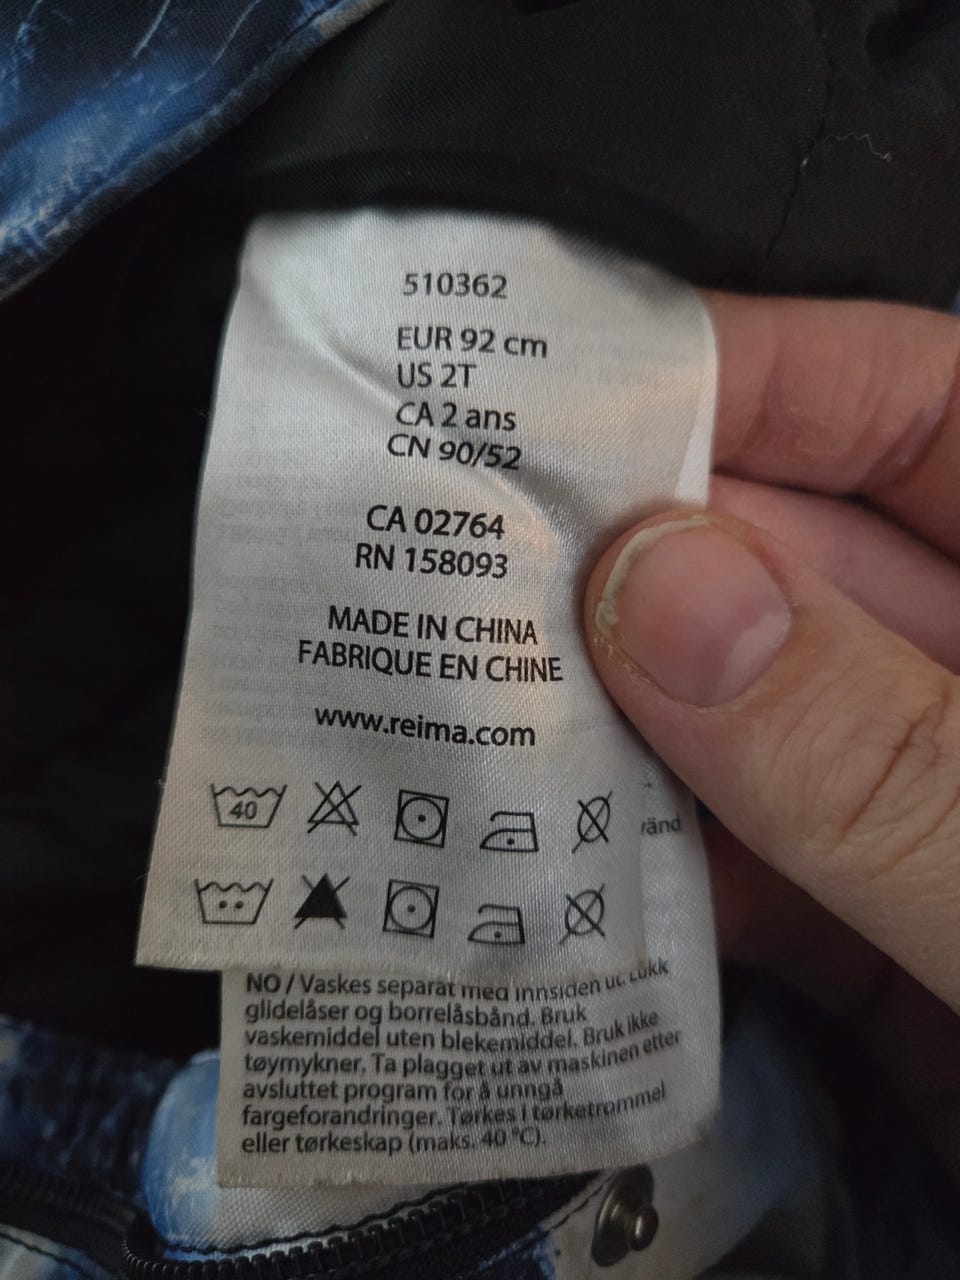 510362
EUR 92 cm
US 2T
CA 2 ans
CN 90/52
CA 02764
RN 158093
MADE IN CHINA
FABRIQUE EN CHINE
www.reima.com
40
vänd
NO / Vaskes separat med innsiden ut. Lukk
glidelåser og borrelåsbånd. Bruk
vaskemiddel uten blekemiddel. Bruk ikke
tøymykner. Ta plagget ut av maskinen etter
avsluttet program for å unngå
fargeforandringer. Tørkes i tørketrommel
eller tørkeskap (maks. 40 °C).